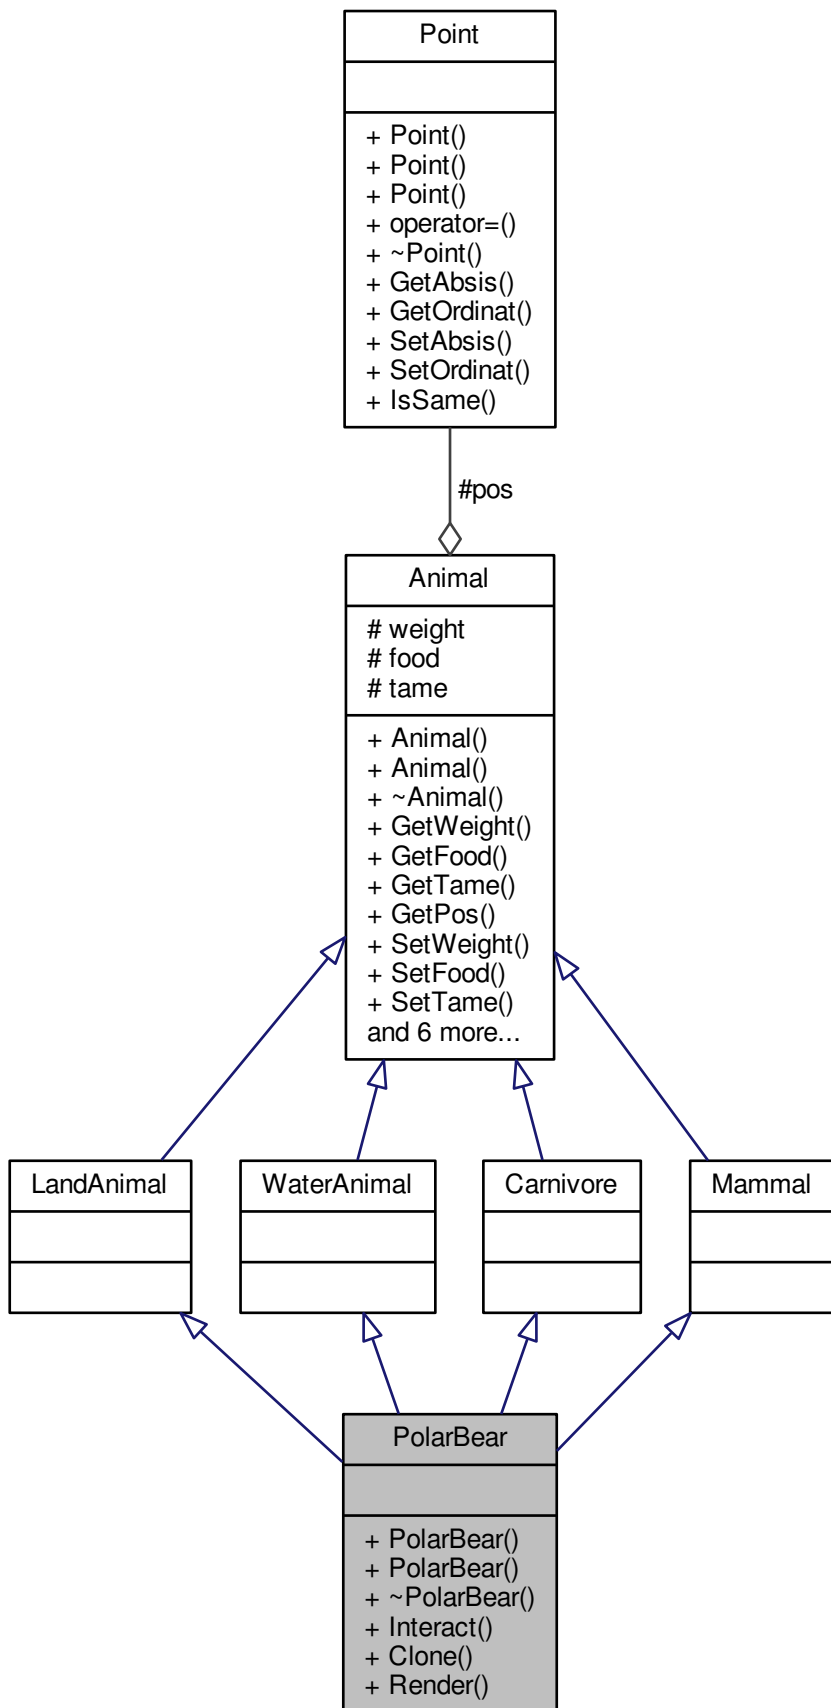 Point
+ Point()
+ Point()
+ Point()
+ operator=()
+ ~Point()
+ GetAbsis()
+ GetOrdinat()
+ SetAbsis()
+ SetOrdinat()
+ IsSame()
#pos
Animal
# weight
# food
# tame
+ Animal()
+ Animal()
+ ~Animal()
+ GetWeight()
+ GetFood()
+ GetTame()
+ GetPos()
+ SetWeight()
+ SetFood()
+ SetTame()
and 6 more...
LandAnimal
WaterAnimal
Carnivore
Mammal
PolarBear
+ PolarBear()
+ PolarBear()
+ ~PolarBear()
+ Interact()
+ Clone()
+ Render()